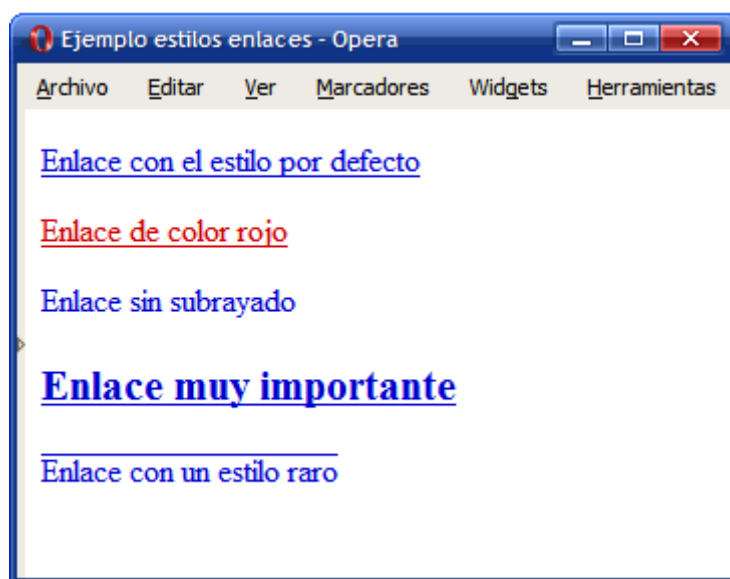 Ejemplo estilos enlaces - Opera
Archivo Editar Ver Marcadores Widgets Herramientas
Enlace con el estilo por defecto
Enlace de color rojo
Enlace sin subrayado
Enlace muy importante
Enlace con un estilo raro